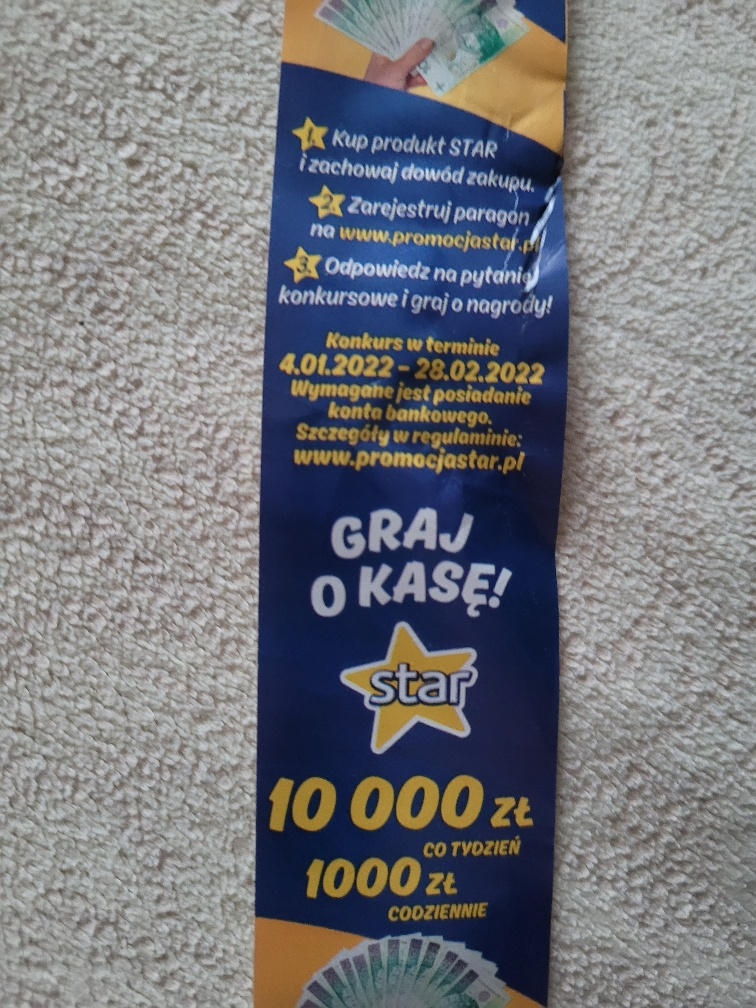 1. Kup produkt STAR
i zachowaj dowód zakupu.
2. Zarejestruj paragon
na www.promocjastar.pl
3. Odpowiedz na pytanie
konkursowe i graj o nagrody!
Konkurs w terminie
4.01.2022 - 28.02.2022
Wymagane jest posiadanie
konta bankowego.
Szczegóły w regulaminie:
www.promocjastar.pl
GRAJ
O KASĘ!
star
10 000 ZŁ
CO TYDZIEŃ
1000 ZŁ
CODZIENNIE